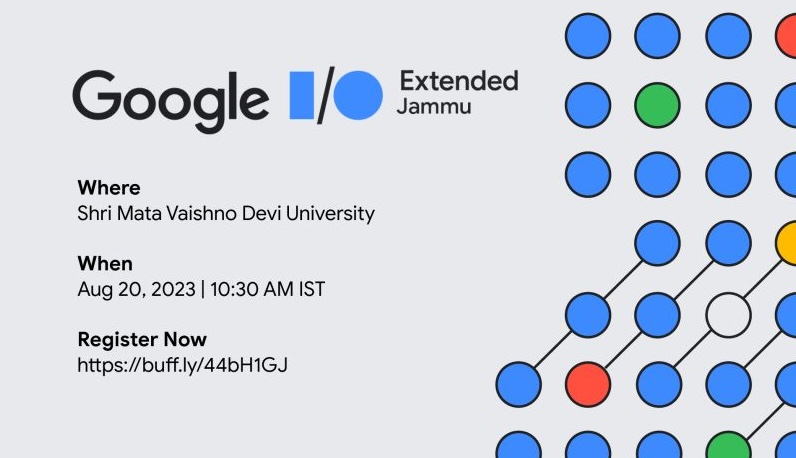 Google I/O Extended
Jammu
Where
Shri Mata Vaishno Devi University
When
Aug 20, 2023 | 10:30 AM IST
Register Now
https://buff.ly/44bH1GJ